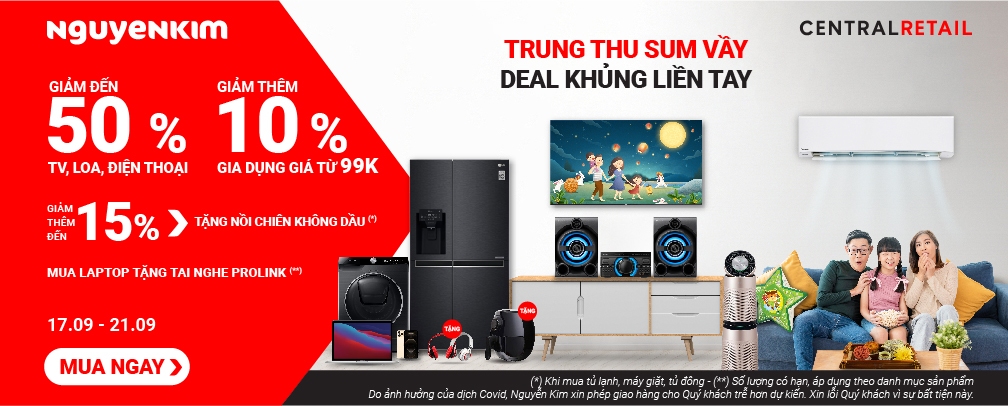 nguyenkim
CENTRALRETAIL
TRUNG THU SUM VẦY
DEAL KHỦNG LIỀN TAY
GIẢM ĐẾN
50 %
TV, LOA, ĐIỆN THOẠI
GIẢM THÊM
10 %
GIA DỤNG GIÁ TỪ 99K
GIẢM
THÊM
ĐẾN
15%
TẶNG NỒI CHIÊN KHÔNG DẦU (*)
MUA LAPTOP TẶNG TAI NGHE PROLINK (**)
17.09 - 21.09
MUA NGAY
TẶNG
TẶNG
(*) Khi mua tủ lạnh, máy giặt, tủ đông - (**) Số lượng có hạn, áp dụng theo danh mục sản phẩm
Do ảnh hưởng của dịch Covid, Nguyễn Kim xin phép giao hàng cho Quý khách trễ hơn dự kiến. Xin lỗi Quý khách vì sự bất tiện này.